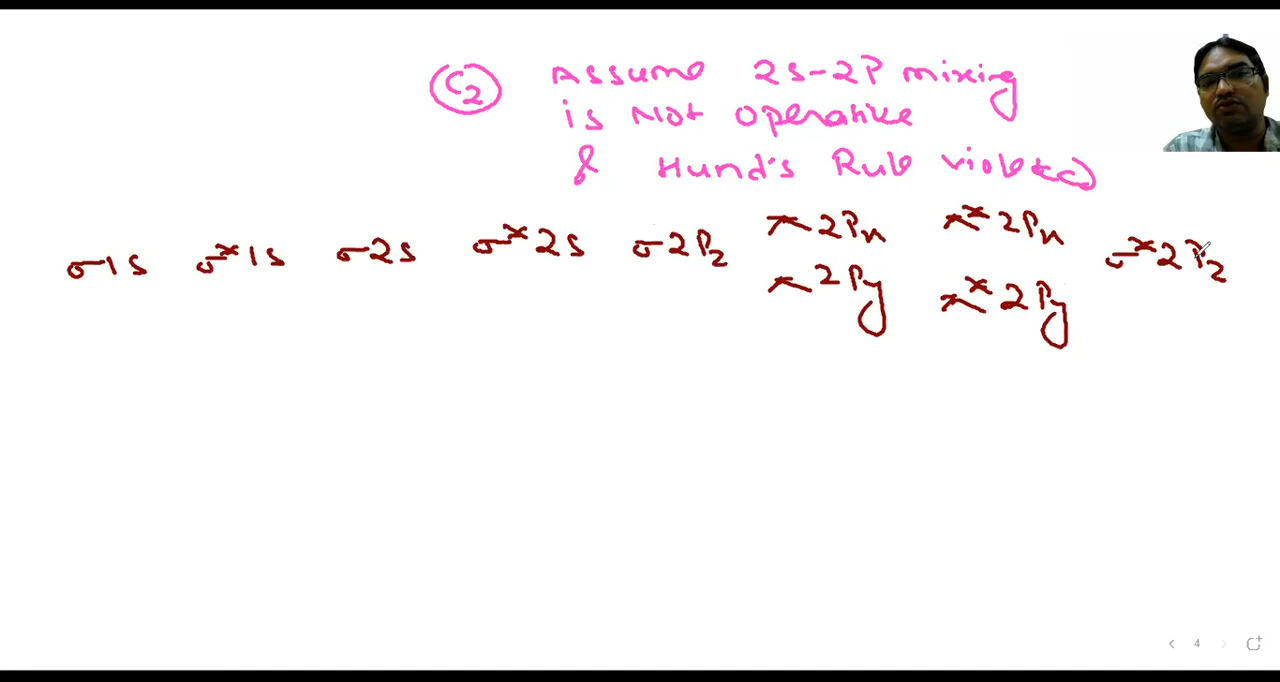 C2 Assume 2s-2P mixing
is Not operative
& Hund's Rule violated
σ1s σ*1s σ2s σ*2s σ2Pz π2Px π*2Px σ*2Pz
π2Py π*2Py
4